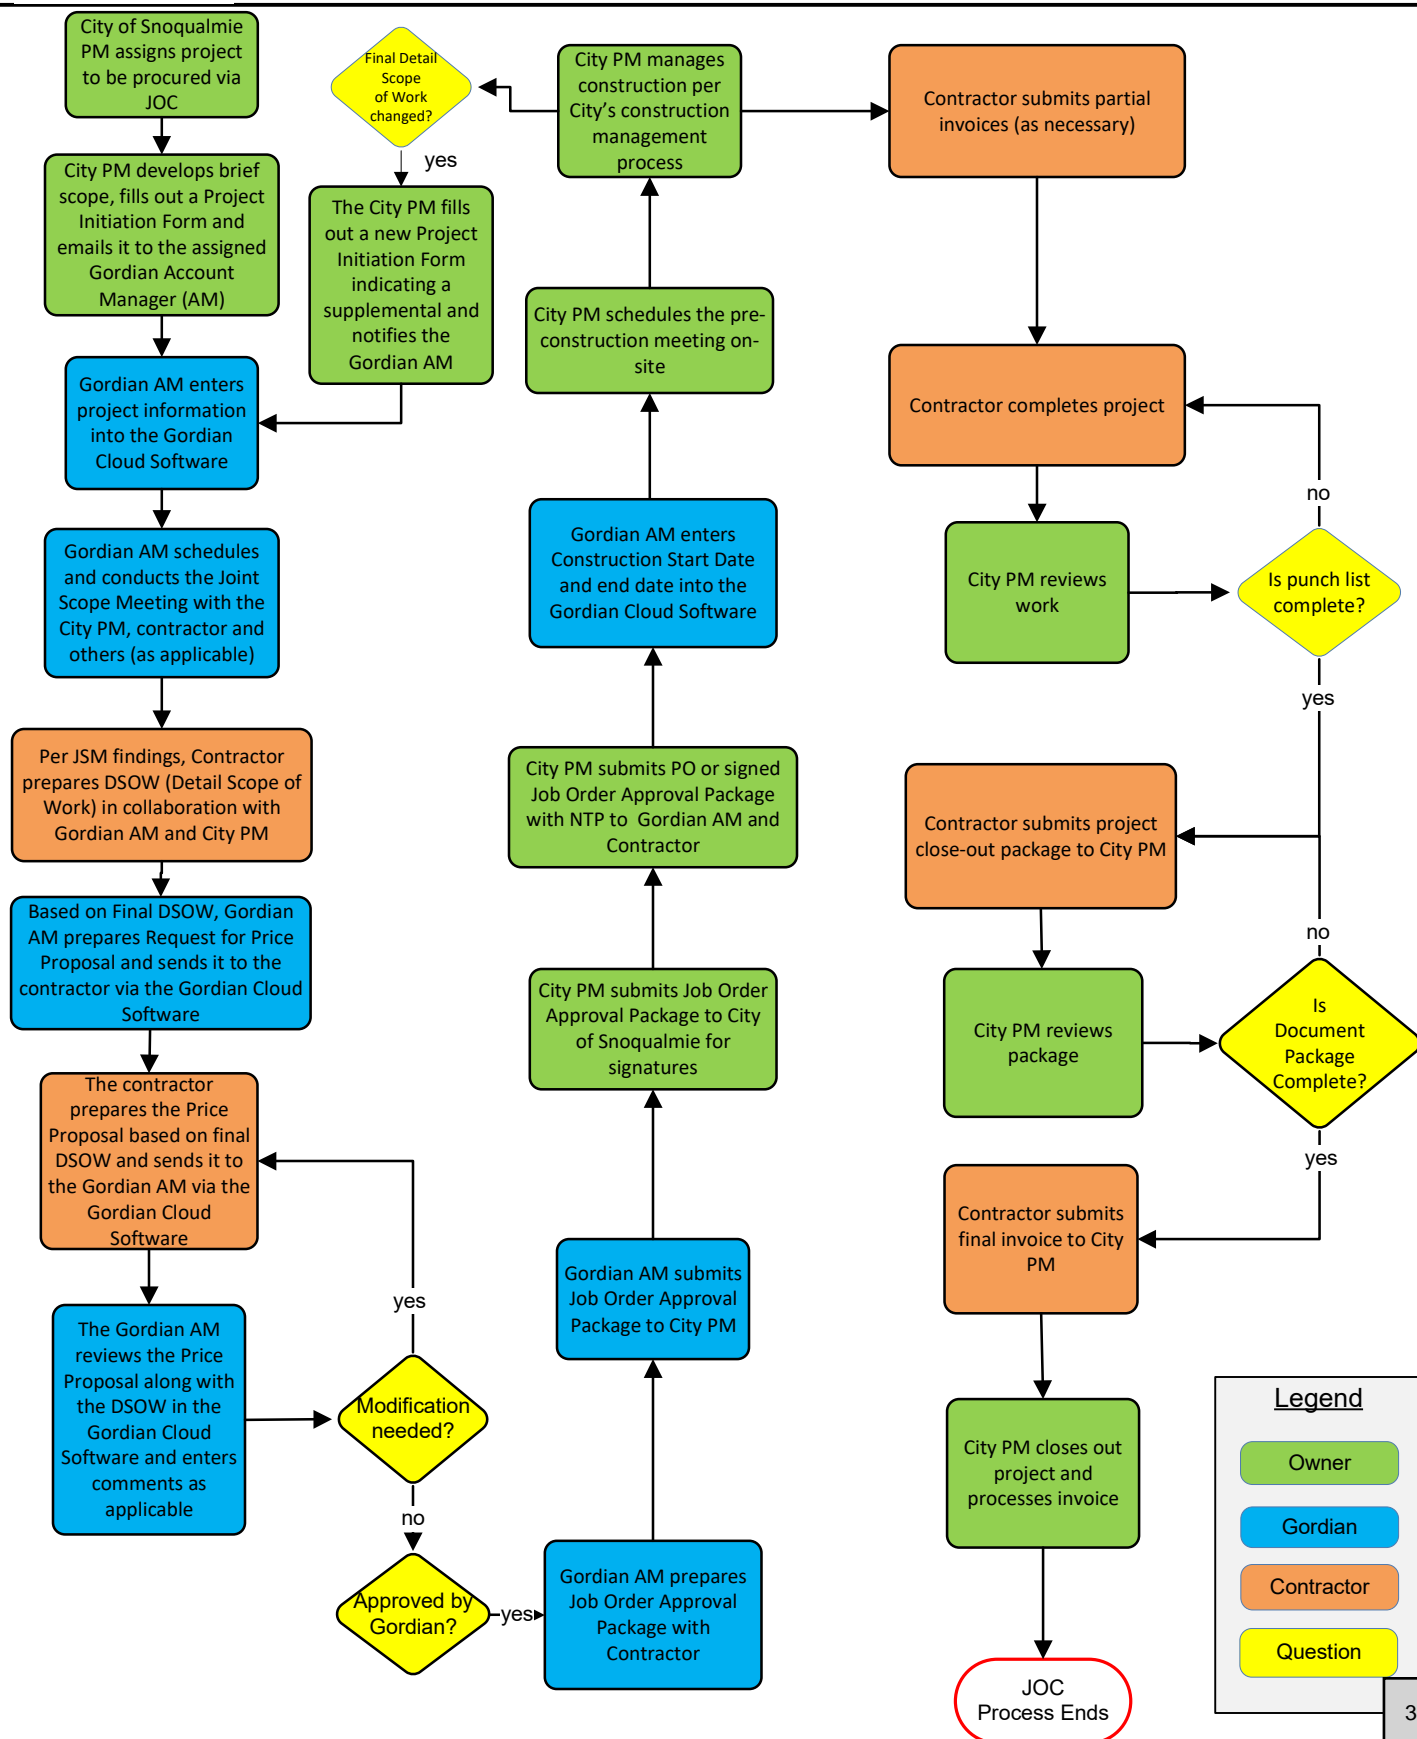 City of Snoqualmie
PM assigns project
to be procured via
JOC
City PM develops brief
scope, fills out a Project
Initiation Form and
emails it to the assigned
Gordian Account
Manager (AM)
Gordian AM enters
project information
into the Gordian
Cloud Software
Gordian AM schedules
and conducts the Joint
Scope Meeting with the
City PM, contractor and
others (as applicable)
Per JSM findings, Contractor
prepares DSOW (Detail Scope of
Work) in collaboration with
Gordian AM and City PM
Based on Final DSOW, Gordian
AM prepares Request for Price
Proposal and sends it to the
contractor via the Gordian Cloud
Software
The contractor
prepares the Price
Proposal based on final
DSOW and sends it to
the Gordian AM via the
Gordian Cloud
Software
The Gordian AM
reviews the Price
Proposal along with
the DSOW in the
Gordian Cloud
Software and enters
comments as
applicable
Final Detail
Scope
of Work
changed?
yes
The City PM fills
out a new Project
Initiation Form
indicating a
supplemental and
notifies the
Gordian AM
yes
Modification
needed?
no
Approved by
Gordian?
yes
City PM manages
construction per
City’s construction
management
process
City PM schedules the pre-
construction meeting on-
site
Gordian AM enters
Construction Start Date
and end date into the
Gordian Cloud Software
City PM submits PO or signed
Job Order Approval Package
with NTP to Gordian AM and
Contractor
City PM submits Job Order
Approval Package to City
of Snoqualmie for
signatures
Gordian AM submits
Job Order Approval
Package to City PM
Gordian AM prepares
Job Order Approval
Package with
Contractor
Contractor submits partial
invoices (as necessary)
Contractor completes project
no
City PM reviews
work
Is punch list
complete?
yes
Contractor submits project
close-out package to City PM
no
City PM reviews
package
Is
Document
Package
Complete?
yes
Contractor submits
final invoice to City
PM
City PM closes out
project and
processes invoice
JOC
Process Ends
Legend
Owner
Gordian
Contractor
Question
3